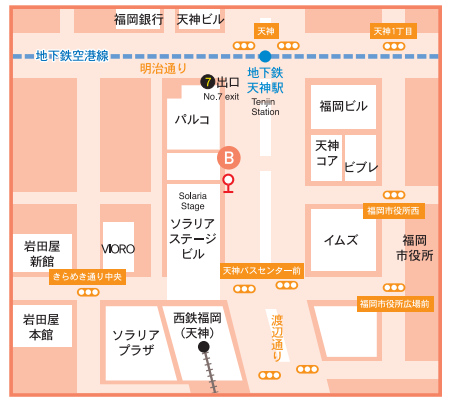 福岡銀行
天神ビル
天神
天神1丁目
地下鉄空港線
明治通り
地下鉄
天神駅
Tenjin
Station
7
出口
No.7 exit
パルコ
福岡ビル
天神
コア
ビブレ
B
Solaria
Stage
ソラリア
ステージ
ビル
福岡市役所西
イムズ
福岡
市役所
岩田屋
新館
VIORO
きらめき通り中央
天神バスセンター前
福岡市役所広場前
岩田屋
本館
ソラリア
プラザ
西鉄福岡
(天神)
渡辺通り